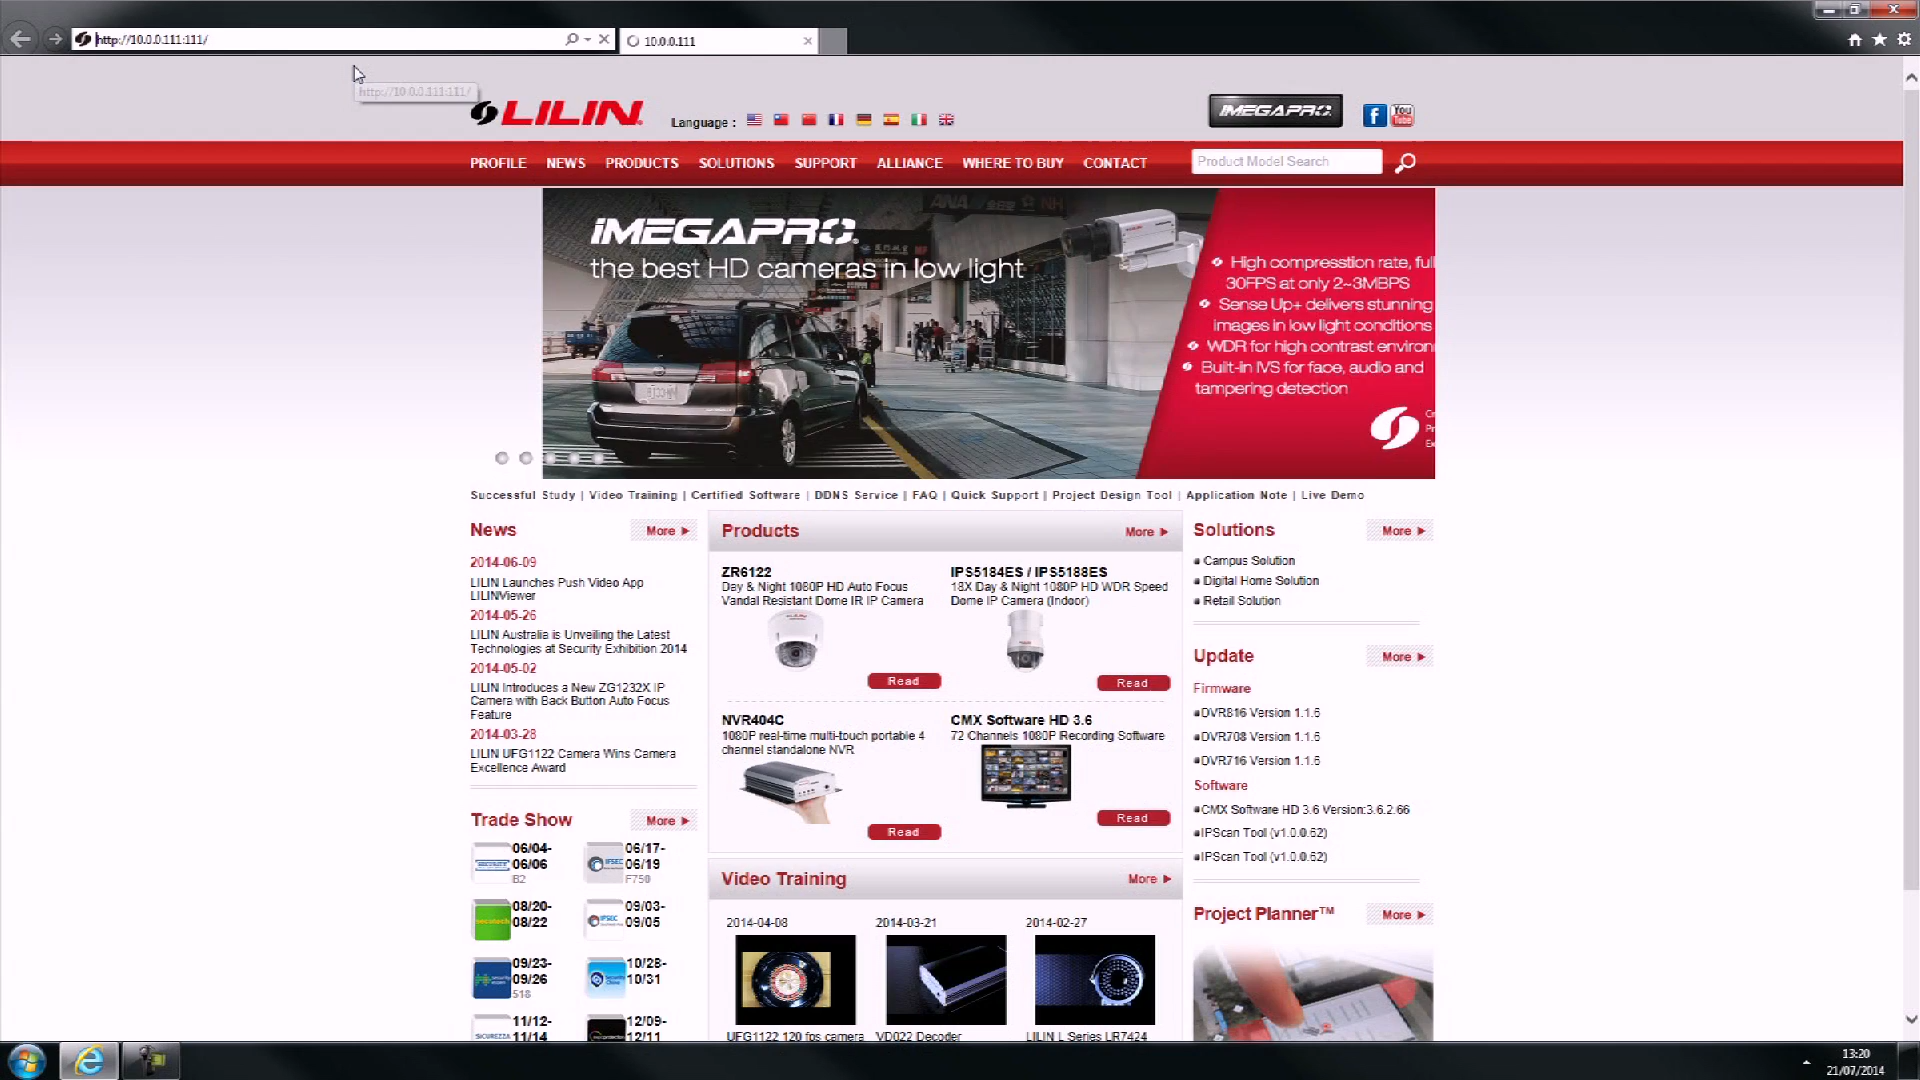 http://10.0.0.111:111/
10.0.0.111
http://10.0.0.111:111/
LILIN
Language :
iMEGAPRO
f
You Tube
PROFILE NEWS PRODUCTS SOLUTIONS SUPPORT ALLIANCE WHERE TO BUY CONTACT
Product Model Search
iMEGAPRO
the best HD cameras in low light
High compresstion rate, full
30FPS at only 2~3MBPS
Sense Up+ delivers stunning
images in low light conditions
WDR for high contrast environ
Built-in IVS for face, audio and
tampering detection
Successful Study | Video Training | Certified Software | DDNS Service | FAQ | Quick Support | Project Design Tool | Application Note | Live Demo
News More
2014-06-09
LILIN Launches Push Video App
LILINViewer
2014-05-26
LILIN Australia is Unveiling the Latest
Technologies at Security Exhibition 2014
2014-05-02
LILIN Introduces a New ZG1232X IP
Camera with Back Button Auto Focus
Feature
2014-03-28
LILIN UFG1122 Camera Wins Camera
Excellence Award
Trade Show More
06/04-
06/06
B2
06/17-
06/19
F750
08/20-
08/22
09/03-
09/05
09/23-
09/26
518
10/28-
10/31
11/12-
11/14
12/09-
12/11
Products More
ZR6122
Day & Night 1080P HD Auto Focus
Vandal Resistant Dome IR IP Camera
Read
IPS5184ES / IPS5188ES
18X Day & Night 1080P HD WDR Speed
Dome IP Camera (Indoor)
Read
NVR404C
1080P real-time multi-touch portable 4
channel standalone NVR
Read
CMX Software HD 3.6
72 Channels 1080P Recording Software
Read
Video Training More
2014-04-08 2014-03-21 2014-02-27
UFG1122 120 fps camera VD022 Decoder LILIN L Series LR7424
Solutions More
Campus Solution
Digital Home Solution
Retail Solution
Update More
Firmware
DVR816 Version 1.1.6
DVR708 Version 1.1.6
DVR716 Version 1.1.6
Software
CMX Software HD 3.6 Version:3.6.2.66
IPScan Tool (v1.0.0.62)
IPScan Tool (v1.0.0.62)
Project Planner™ More
13:20
21/07/2014